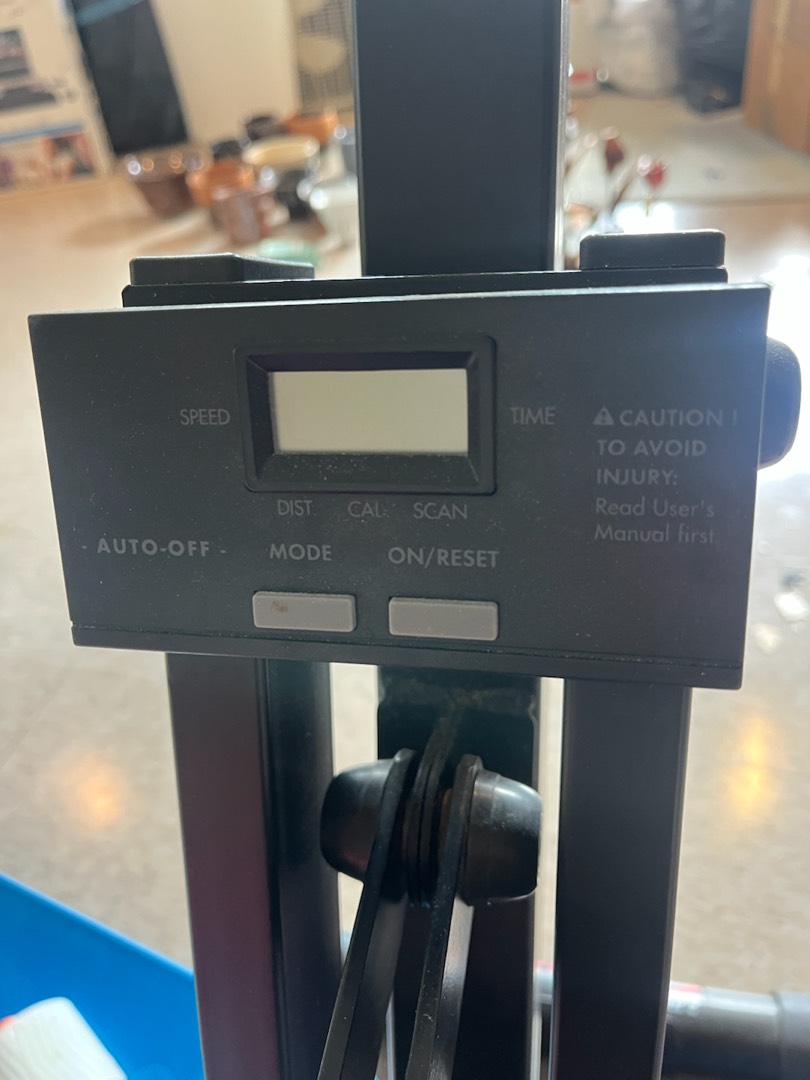 SPEED
TIME
DIST CAL SCAN
- AUTO-OFF -
MODE
ON/RESET
⚠ CAUTION !
TO AVOID
INJURY:
Read User's
Manual first